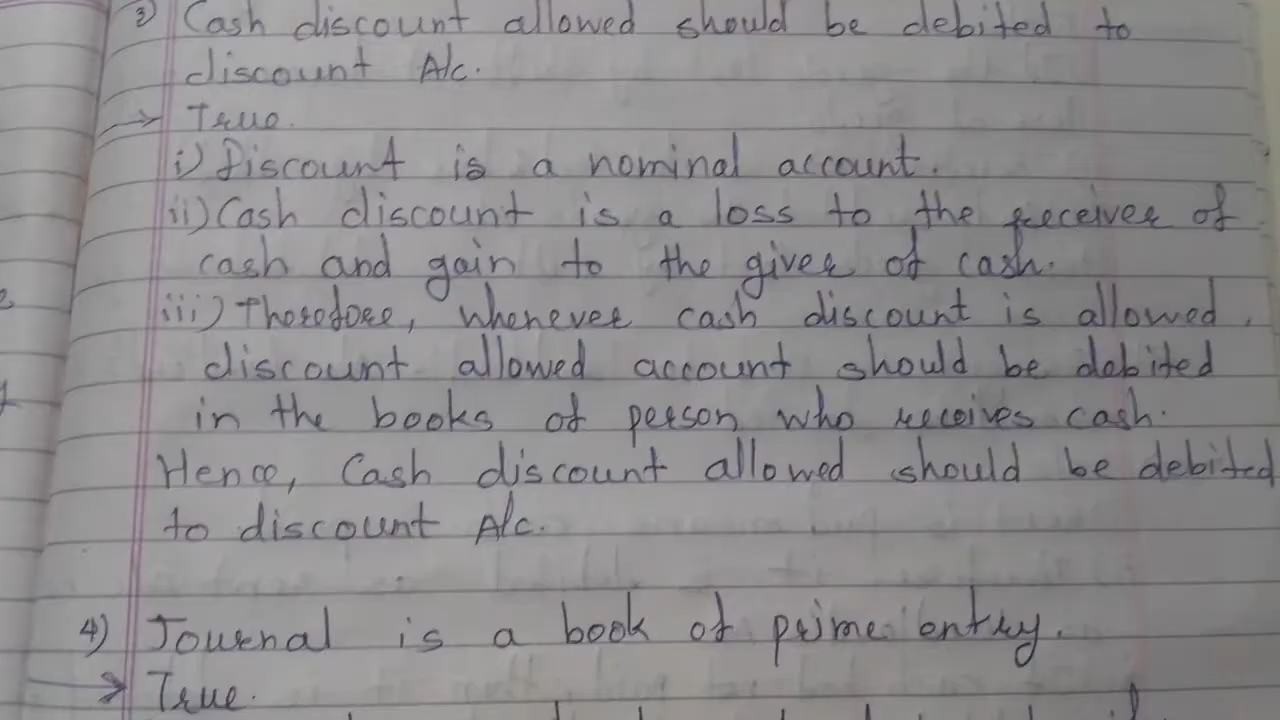 3) Cash discount allowed should be debited to
discount A/c.
→ True.
i) Discount is a nominal account.
ii) Cash discount is a loss to the receiver of
cash and gain to the giver of cash.
iii) Therefore, whenever cash discount is allowed,
discount allowed account should be debited
in the books of person who receives cash.
Hence, Cash discount allowed should be debited
to discount A/c.
4) Journal is a book of prime entry.
→ True.